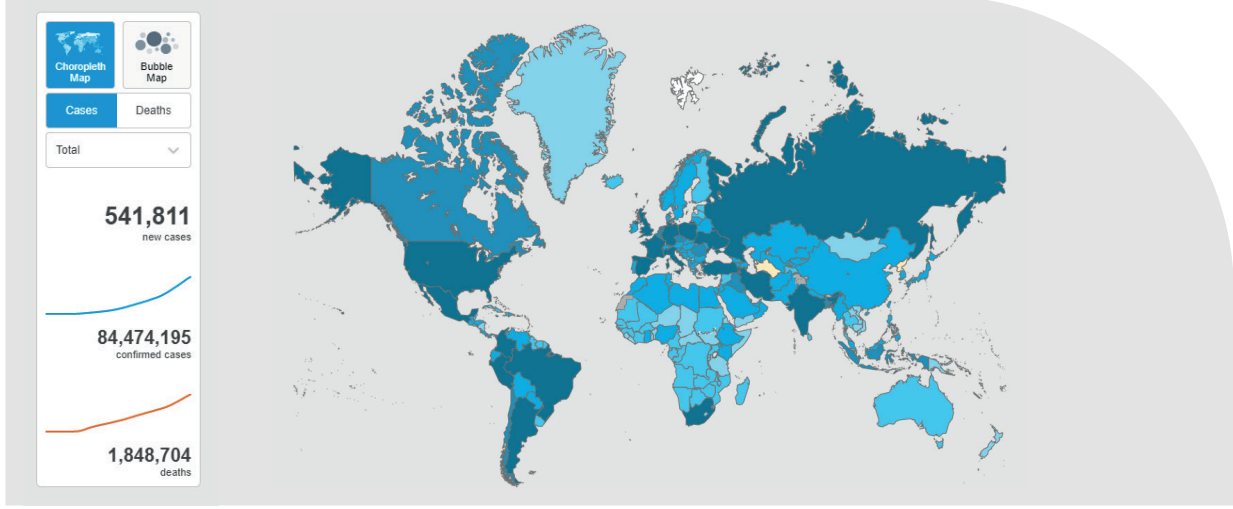 Choropleth
Map
Bubble
Map
Cases
Deaths
Total
541,811
new cases
84,474,195
confirmed cases
1,848,704
deaths